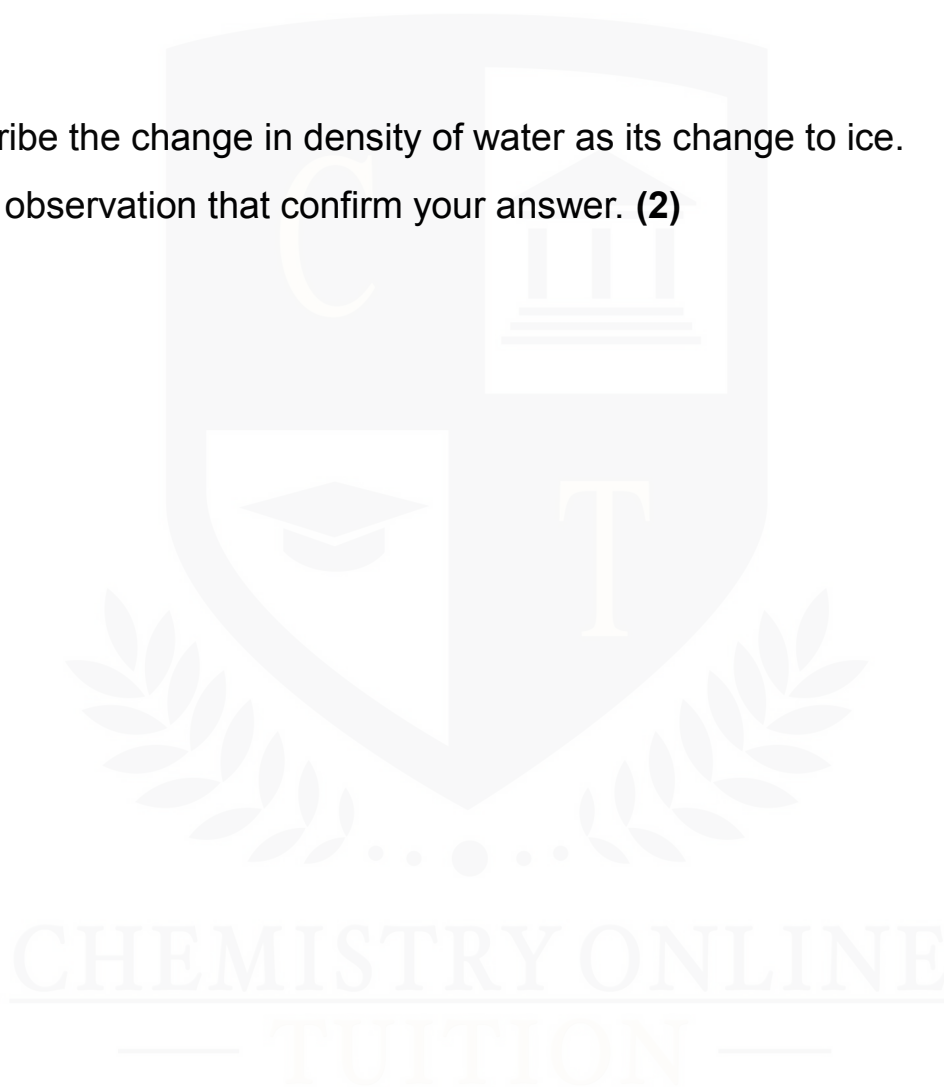 ribe the change in density of water as its change to ice.
observation that confirm your answer. (2)
C
T
CHEMISTRY ONLINE
TUITION